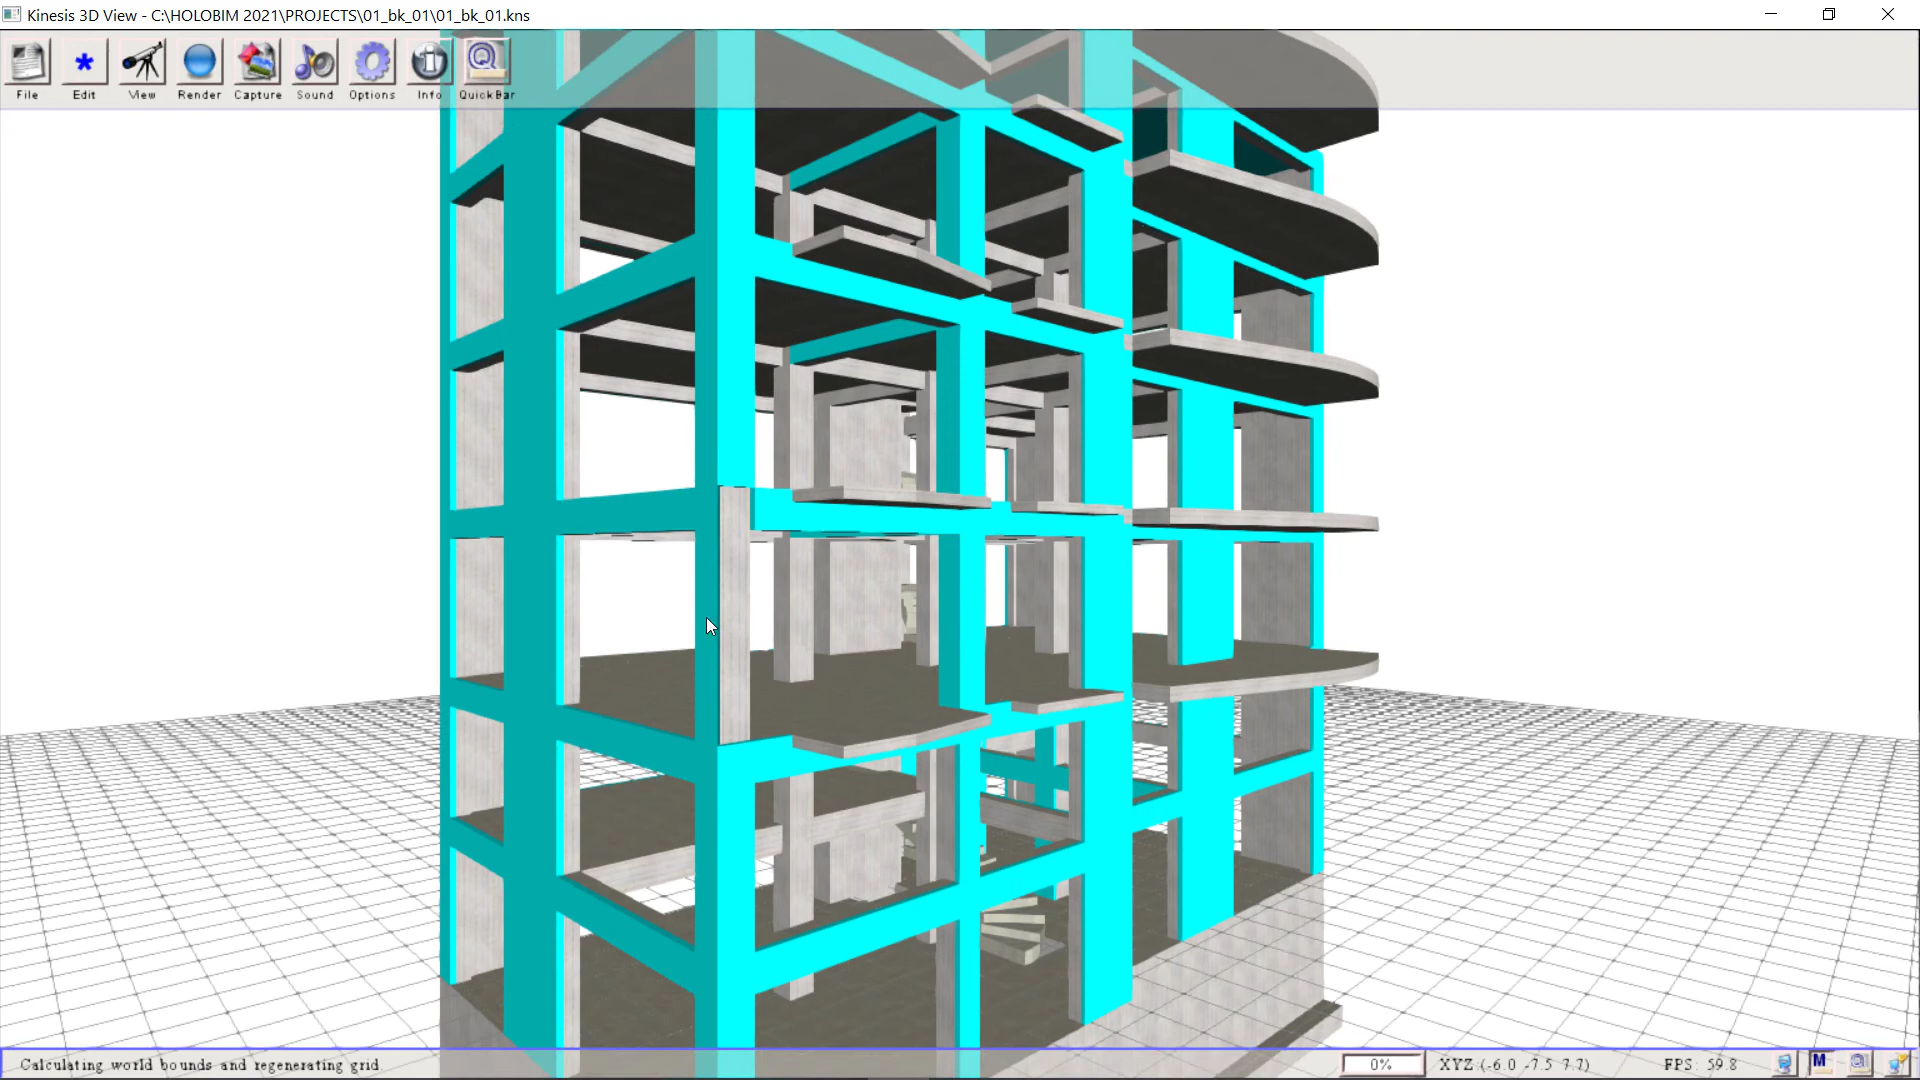 Kinesis 3D View - C:\HOLOBIM 2021\PROJECTS\01_bk_01\01_bk_01.kns
File Edit View Render Capture Sound Options Info QuickBar
Calculating world bounds and regenerating grid. 0% XYZ (-6.0 -7.5 7.7) FPS: 59.8 M